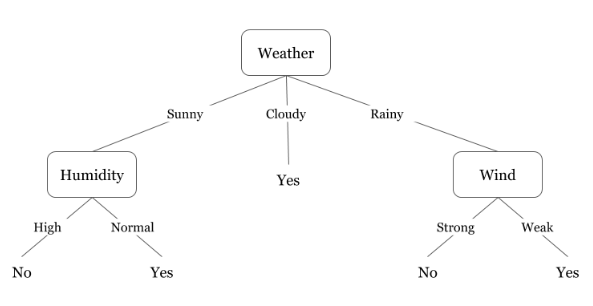 Weather
Sunny
Cloudy
Rainy
Humidity
Yes
Wind
High
Normal
Strong
Weak
No
Yes
No
Yes